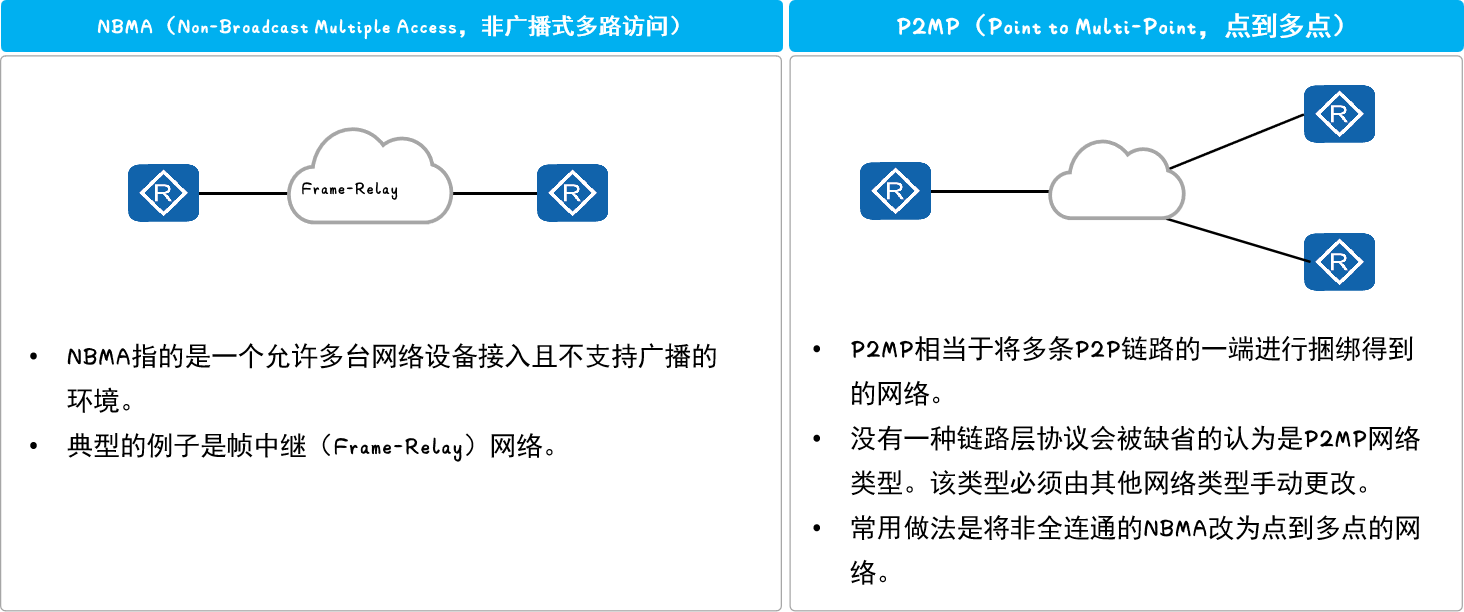 NBMA（Non-Broadcast Multiple Access，非广播式多路访问）
R
Frame-Relay
R
• NBMA指的是一个允许多台网络设备接入且不支持广播的
环境。
• 典型的例子是帧中继（Frame-Relay）网络。
P2MP（Point to Multi-Point，点到多点）
R
R
R
• P2MP相当于将多条P2P链路的一端进行捆绑得到
的网络。
• 没有一种链路层协议会被缺省的认为是P2MP网络
类型。该类型必须由其他网络类型手动更改。
• 常用做法是将非全连通的NBMA改为点到多点的网
络。